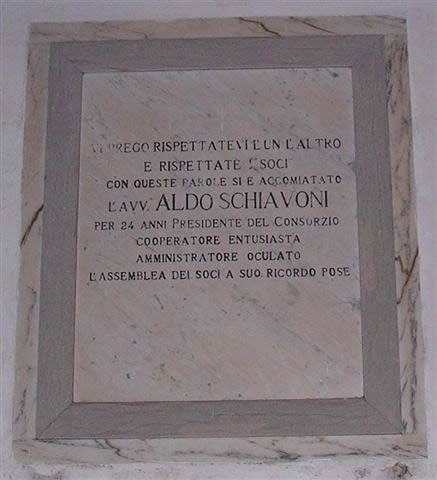 VI PREGO RISPETTATEVI L'UN L'ALTRO
E RISPETTATE I SOCI
CON QUESTE PAROLE SI E ACCOMIATATO
L'AVV. ALDO SCHIAVONI
PER 24 ANNI PRESIDENTE DEL CONSORZIO
COOPERATORE ENTUSIASTA
AMMINISTRATORE OCULATO
L'ASSEMBLEA DEI SOCI A SUO RICORDO POSE